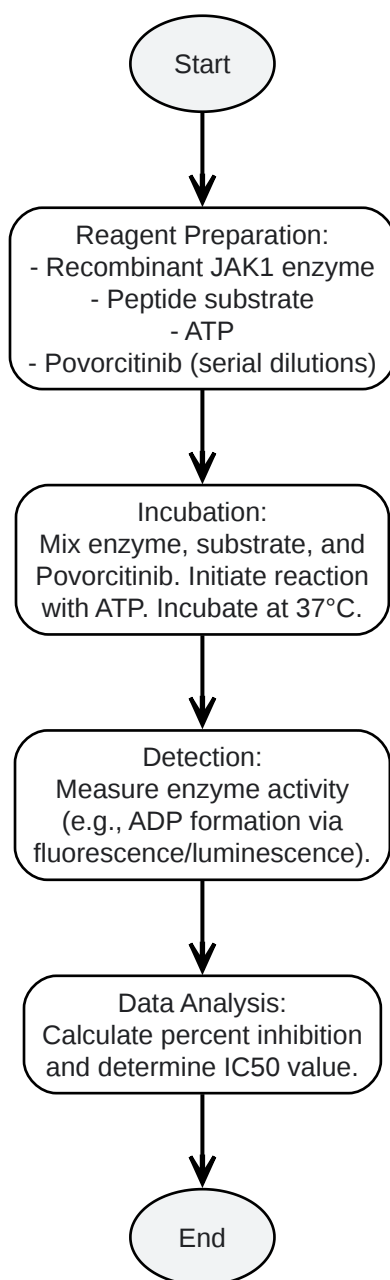 Start
Reagent Preparation:
- Recombinant JAK1 enzyme
- Peptide substrate
- ATP
- Povorcitinib (serial dilutions)
Incubation:
Mix enzyme, substrate, and
Povorcitinib. Initiate reaction
with ATP. Incubate at 37°C.
Detection:
Measure enzyme activity
(e.g., ADP formation via
fluorescence/luminescence).
Data Analysis:
Calculate percent inhibition
and determine IC50 value.
End